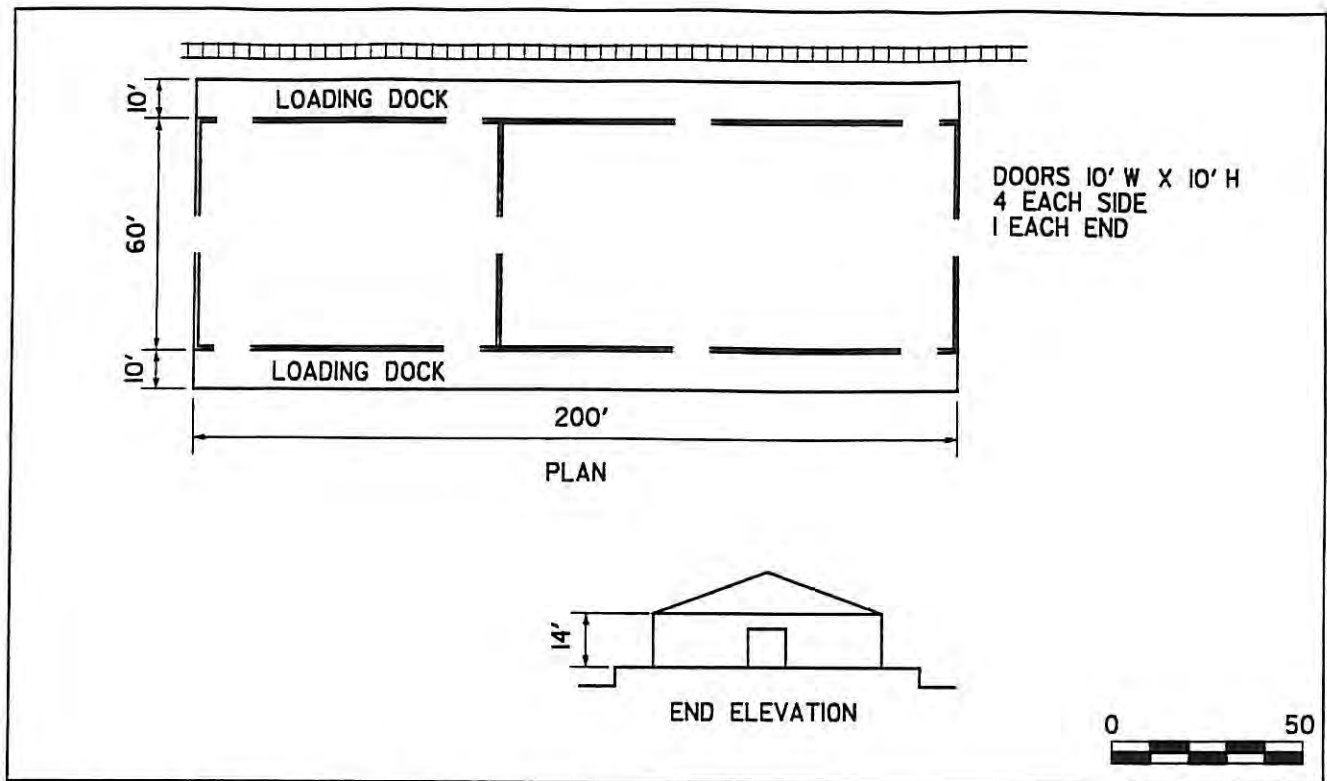 10'
LOADING DOCK
60'
DOORS 10' W X 10' H
4 EACH SIDE
1 EACH END
10'
LOADING DOCK
200'
PLAN
14'
END ELEVATION
0 50